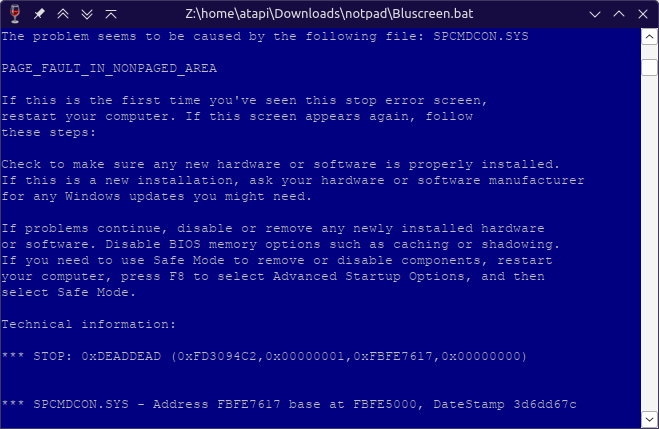 Z:\home\atapi\Downloads\notpad\Bluscreen.bat
The problem seems to be caused by the following file: SPCMDCON.SYS
PAGE_FAULT_IN_NONPAGED_AREA
If this is the first time you've seen this stop error screen,
restart your computer. If this screen appears again, follow
these steps:
Check to make sure any new hardware or software is properly installed.
If this is a new installation, ask your hardware or software manufacturer
for any Windows updates you might need.
If problems continue, disable or remove any newly installed hardware
or software. Disable BIOS memory options such as caching or shadowing.
If you need to use Safe Mode to remove or disable components, restart
your computer, press F8 to select Advanced Startup Options, and then
select Safe Mode.
Technical information:
*** STOP: 0xDEADDEAD (0xFD3094C2,0x00000001,0xFBFE7617,0x00000000)
*** SPCMDCON.SYS - Address FBFE7617 base at FBFE5000, DateStamp 3d6dd67c